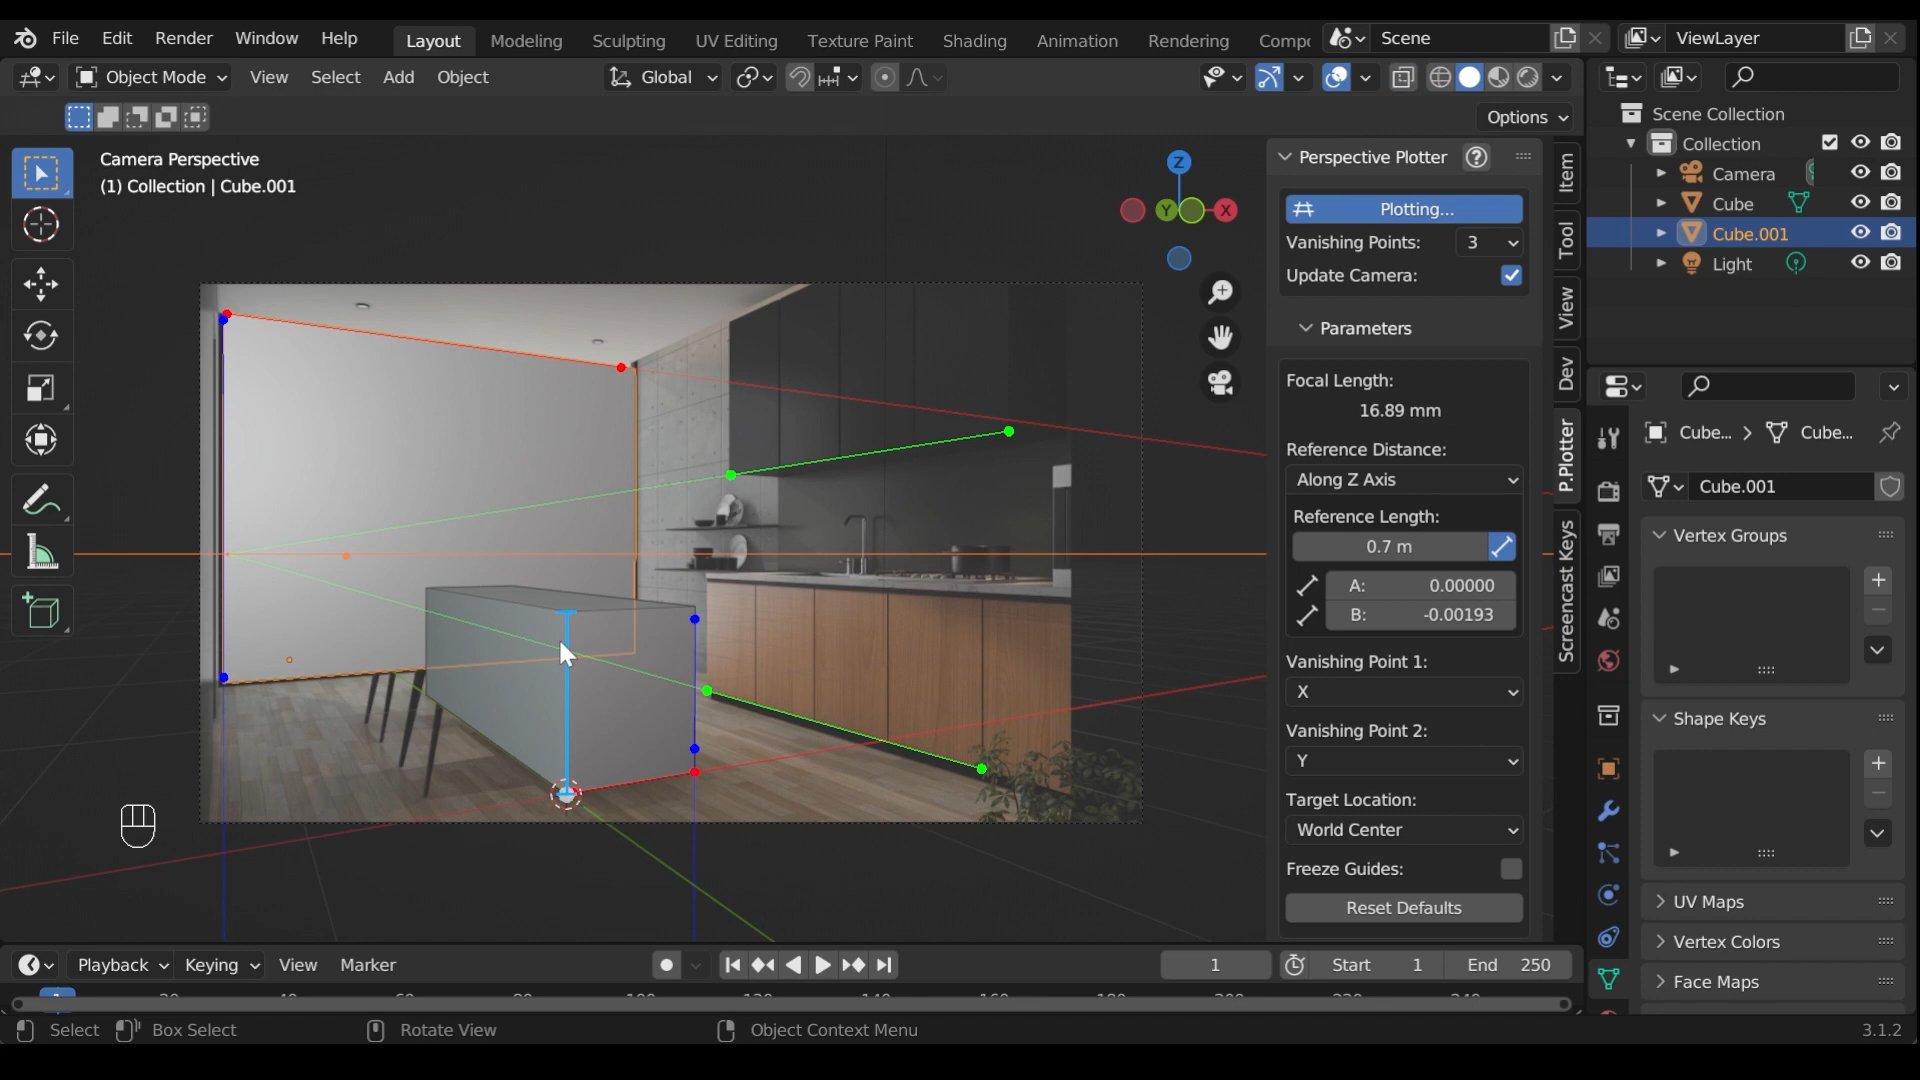 File Edit Render Window Help Layout Modeling Sculpting UV Editing Texture Paint Shading Animation Rendering Compo Scene ViewLayer
Object Mode View Select Add Object Global
Options
Camera Perspective
(1) Collection | Cube.001
Z
Y X
Perspective Plotter
Plotting...
Vanishing Points: 3
Update Camera:
Parameters
Focal Length:
16.89 mm
Reference Distance:
Along Z Axis
Reference Length:
0.7 m
A: 0.00000
B: -0.00193
Vanishing Point 1:
X
Vanishing Point 2:
Y
Target Location:
World Center
Freeze Guides:
Reset Defaults
Item
Tool
View
Dev
P.Plotter
Screencast Keys
Scene Collection
Collection
Camera
Cube
Cube.001
Light
Cube... Cube...
Cube.001
Vertex Groups
Shape Keys
UV Maps
Vertex Colors
Face Maps
Playback Keying View Marker 1 Start 1 End 250
1
Select Box Select Rotate View Object Context Menu 3.1.2